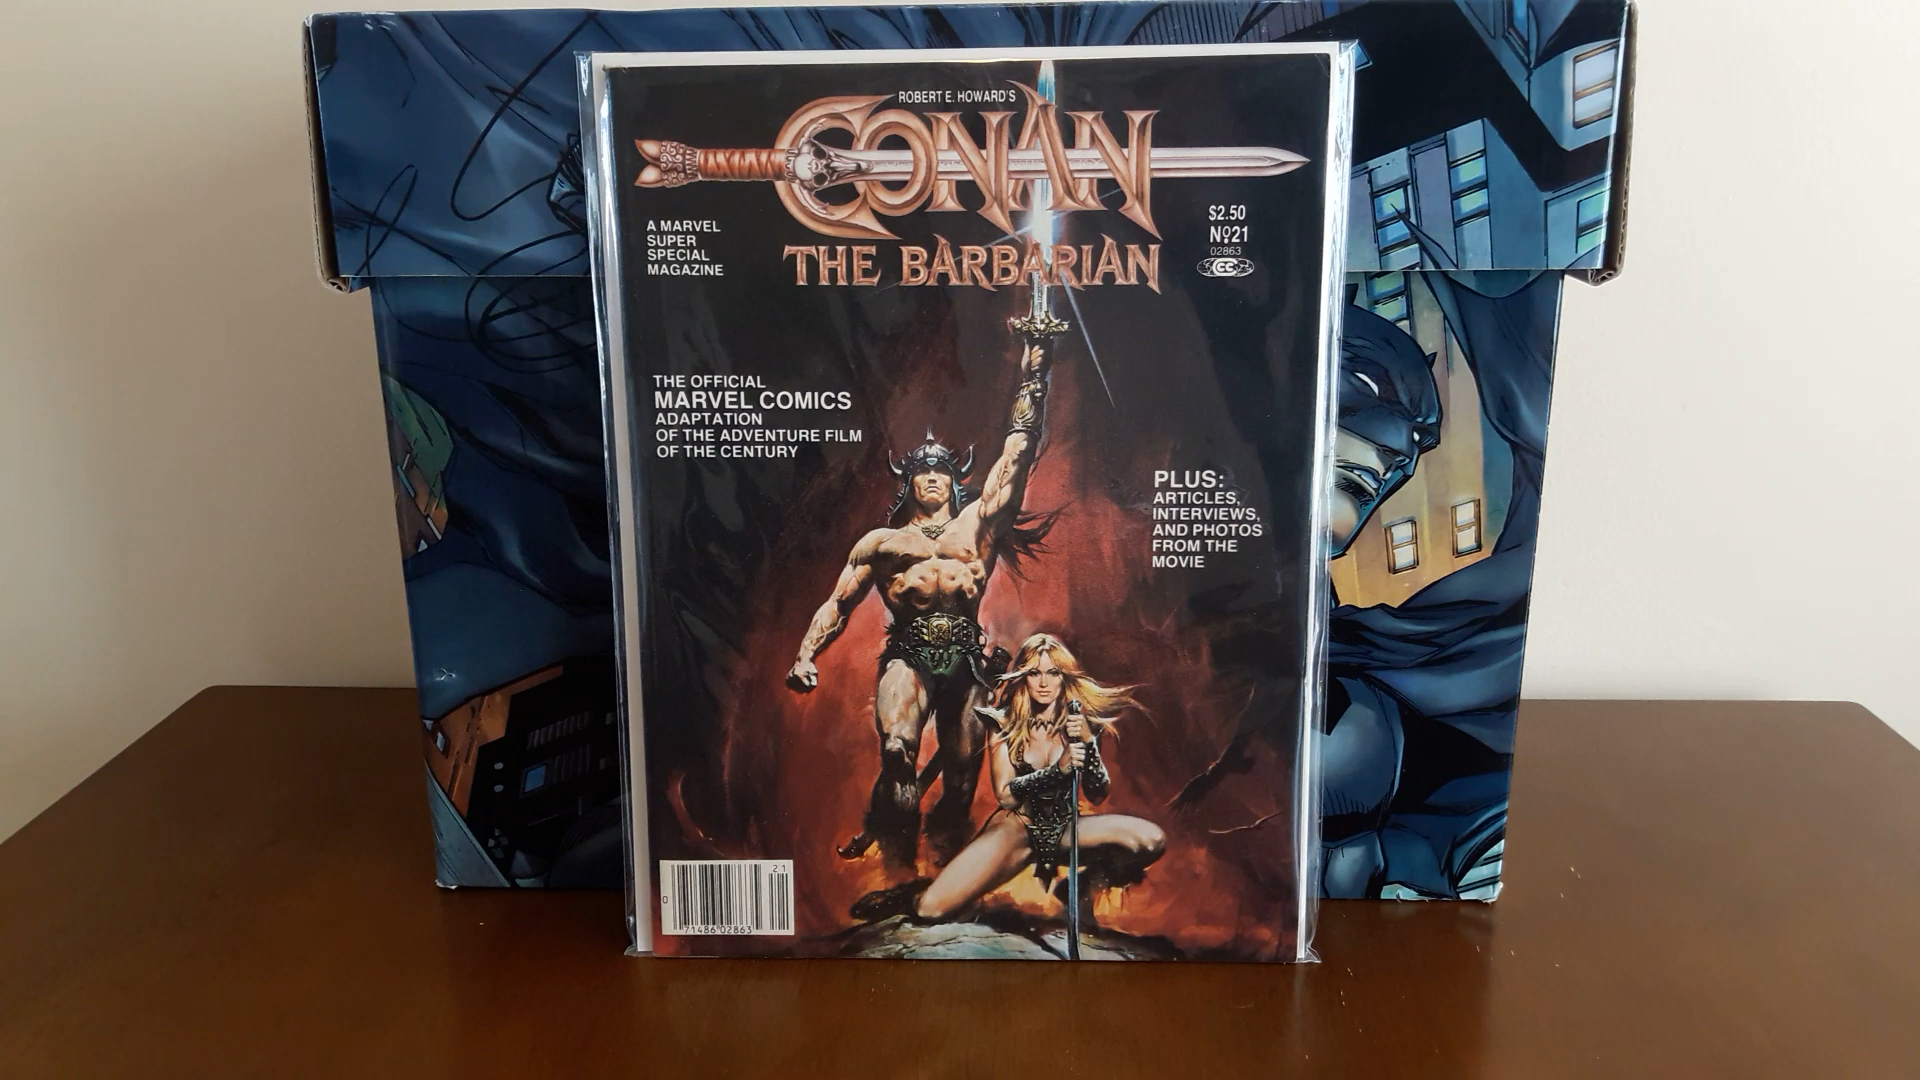 ROBERT E. HOWARD'S
CONAN
THE BARBARIAN
A MARVEL
SUPER
SPECIAL
MAGAZINE
$2.50
Nº21
02863
CC
THE OFFICIAL
MARVEL COMICS
ADAPTATION
OF THE ADVENTURE FILM
OF THE CENTURY
PLUS:
ARTICLES,
INTERVIEWS,
AND PHOTOS
FROM THE
MOVIE
21
0
71486 02863